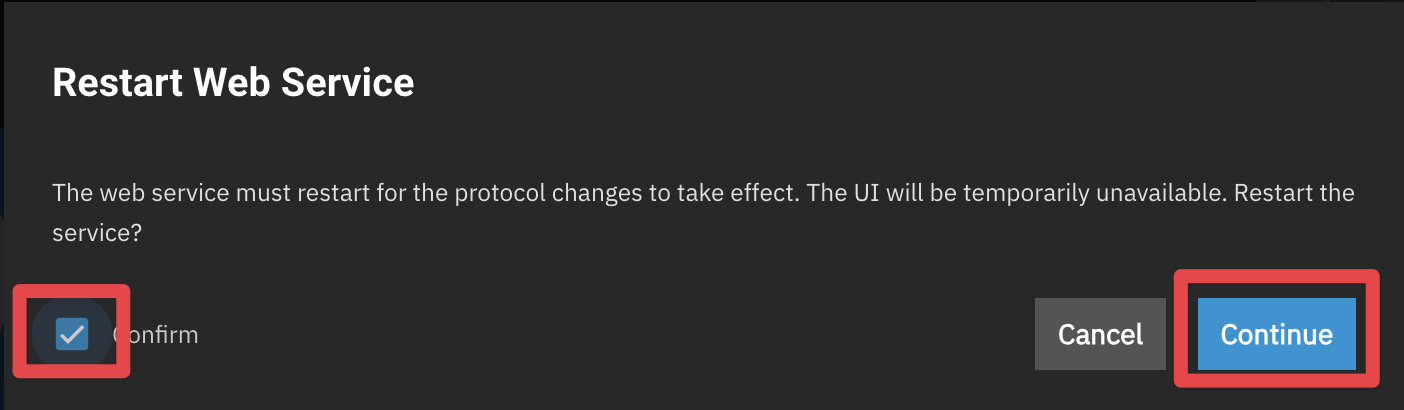 Restart Web Service
The web service must restart for the protocol changes to take effect. The UI will be temporarily unavailable. Restart the
service?
Confirm
Cancel
Continue